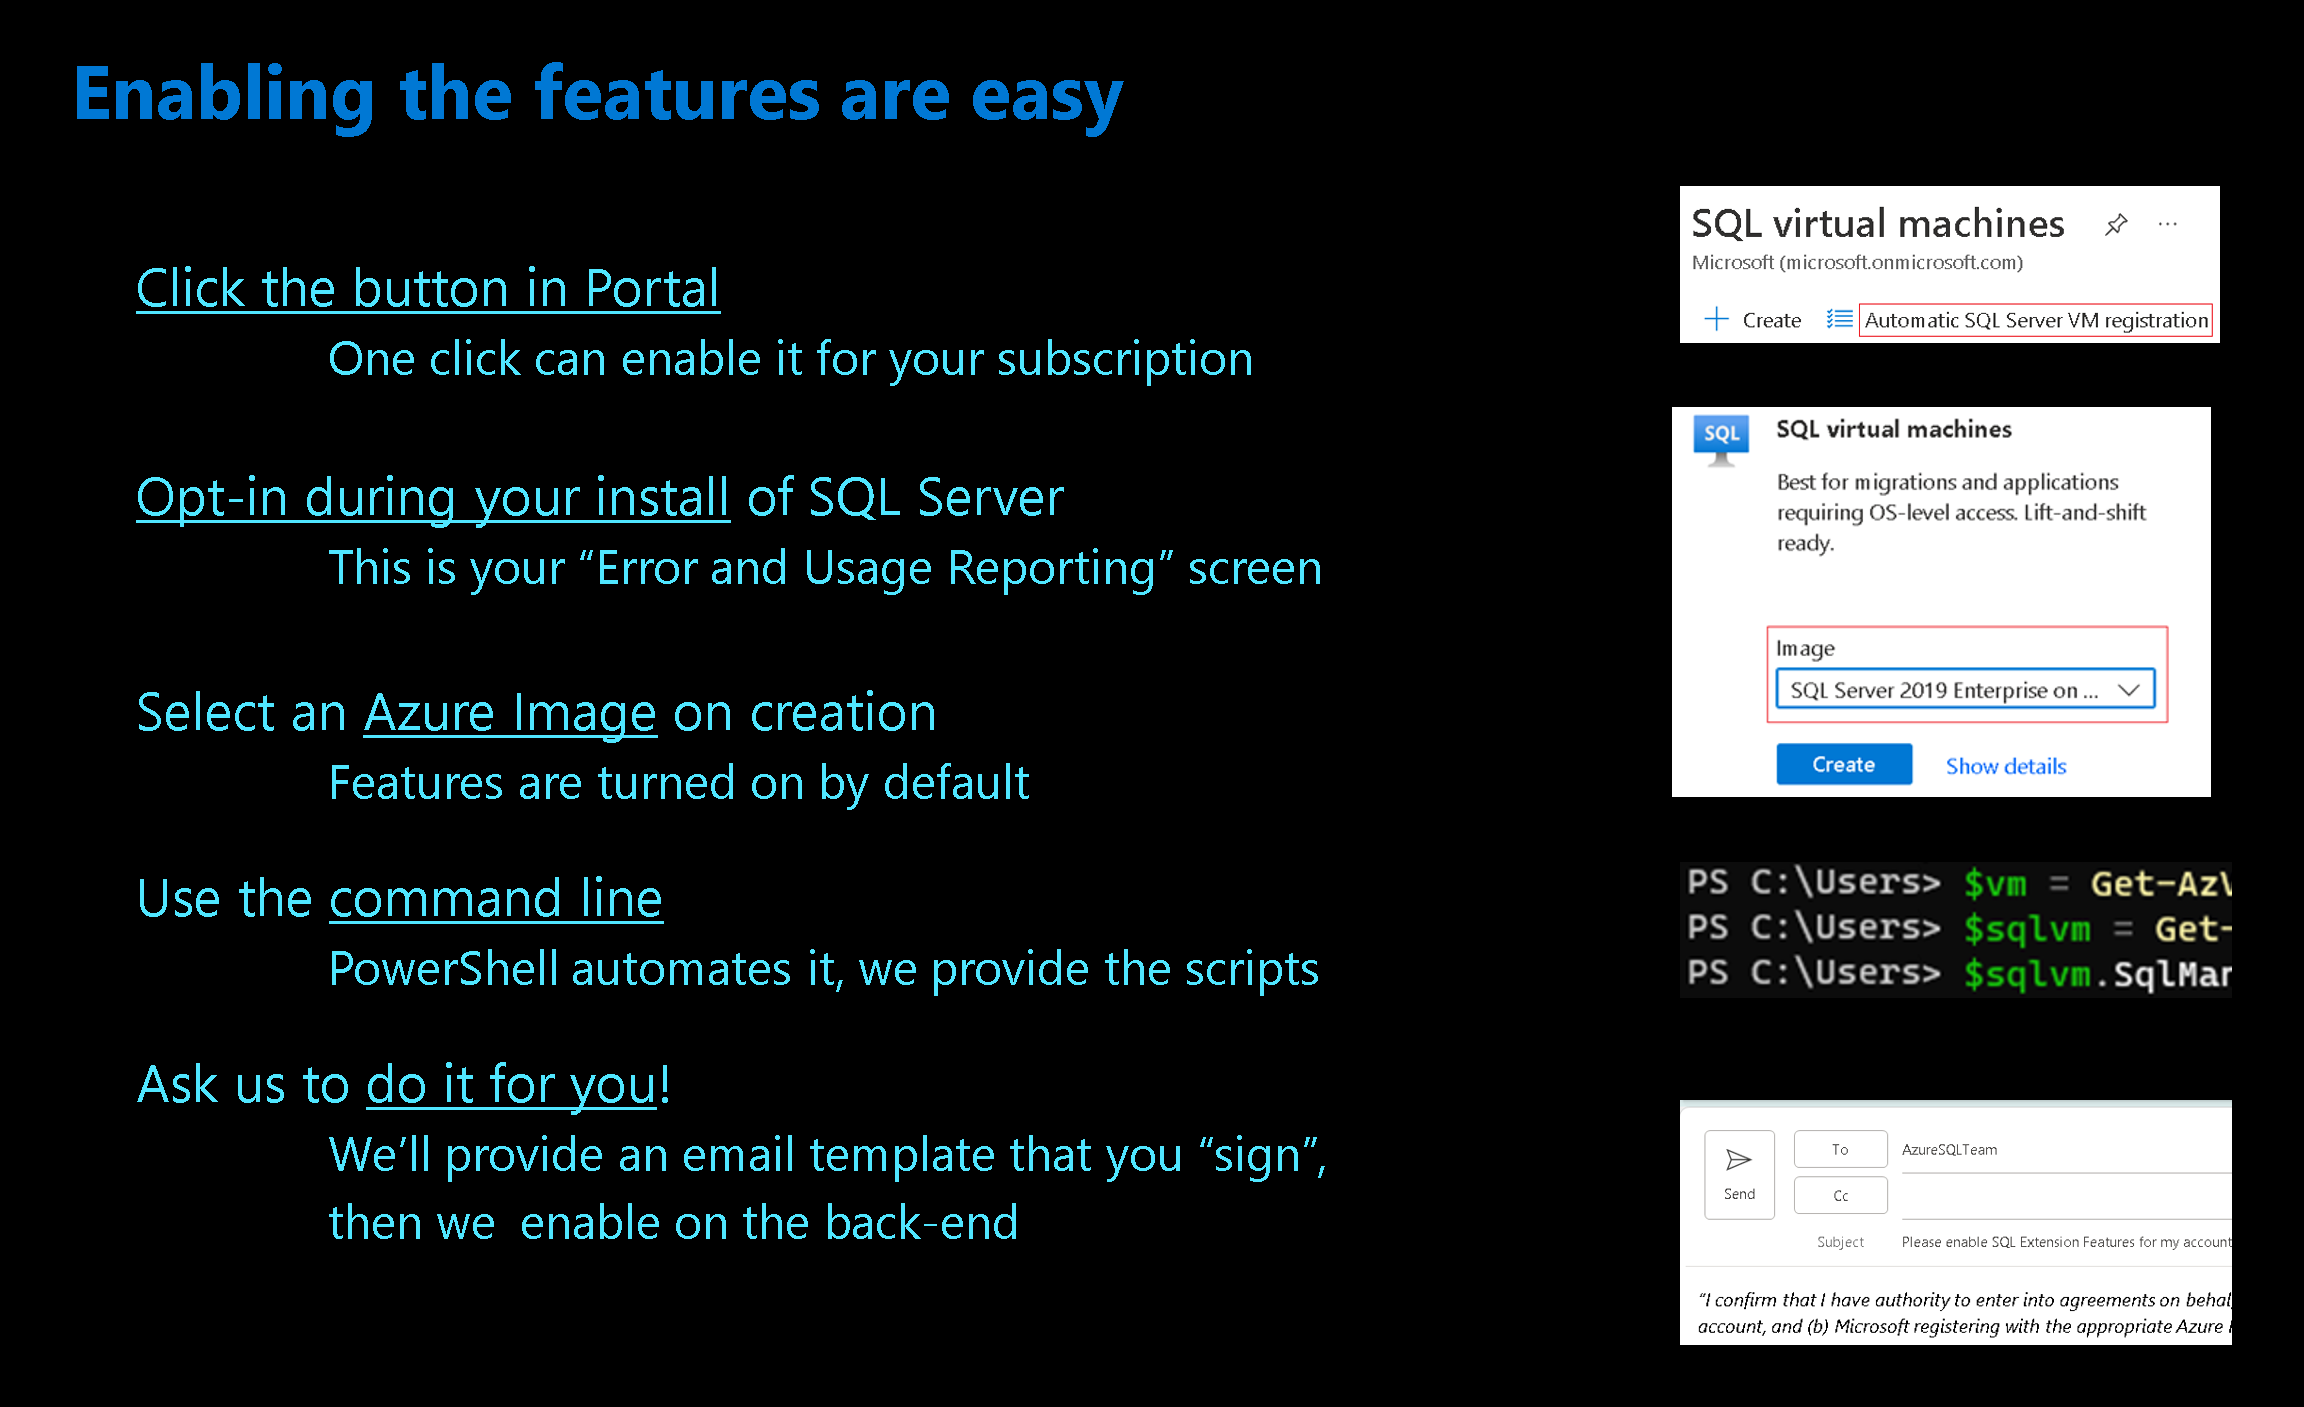 Enabling the features are easy
Click the button in Portal
One click can enable it for your subscription
Opt-in during your install of SQL Server
This is your “Error and Usage Reporting” screen
Select an Azure Image on creation
Features are turned on by default
Use the command line
PowerShell automates it, we provide the scripts
Ask us to do it for you!
We’ll provide an email template that you “sign”,
then we  enable on the back-end
SQL virtual machines
Microsoft (microsoft.onmicrosoft.com)
Create
Automatic SQL Server VM registration
SQL
SQL virtual machines
Best for migrations and applications
requiring OS-level access. Lift-and-shift
ready.
Image
SQL Server 2019 Enterprise on ...
Create Show details
PS C:\Users> $vm = Get-AzV
PS C:\Users> $sqlvm = Get-
PS C:\Users> $sqlvm.SqlMan
Send
To AzureSQLTeam
Cc
Subject Please enable SQL Extension Features for my account
“I confirm that I have authority to enter into agreements on behal
account, and (b) Microsoft registering with the appropriate Azure